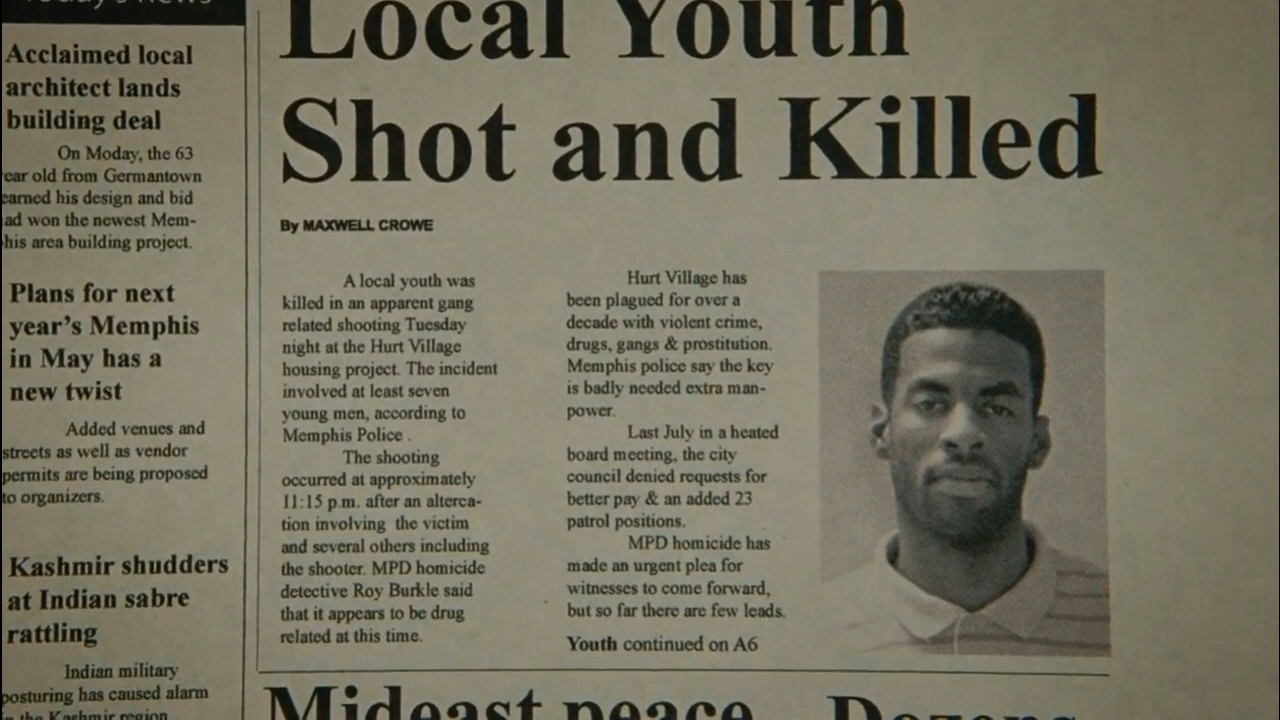 Today's News
Acclaimed local
architect lands
building deal
On Moday, the 63
ear old from Germantown
earned his design and bid
ad won the newest Mem-
his area building project.
Plans for next
year's Memphis
in May has a
new twist
Added venues and
streets as well as vendor
permits are being proposed
to organizers.
Kashmir shudders
at Indian sabre
rattling
Indian military
posturing has caused alarm
the Kashmir region
Local Youth
Shot and Killed
By MAXWELL CROWE
A local youth was
killed in an apparent gang
related shooting Tuesday
night at the Hurt Village
housing project. The incident
involved at least seven
young men, according to
Memphis Police .
The shooting
occurred at approximately
11:15 p.m. after an alterca-
tion involving the victim
and several others including
the shooter. MPD homicide
detective Roy Burkle said
that it appears to be drug
related at this time.
Hurt Village has
been plagued for over a
decade with violent crime,
drugs, gangs & prostitution.
Memphis police say the key
is badly needed extra man-
power.
Last July in a heated
board meeting, the city
council denied requests for
better pay & an added 23
patrol positions.
MPD homicide has
made an urgent plea for
witnesses to come forward,
but so far there are few leads.
Youth continued on A6
Mideast peace
Dozens